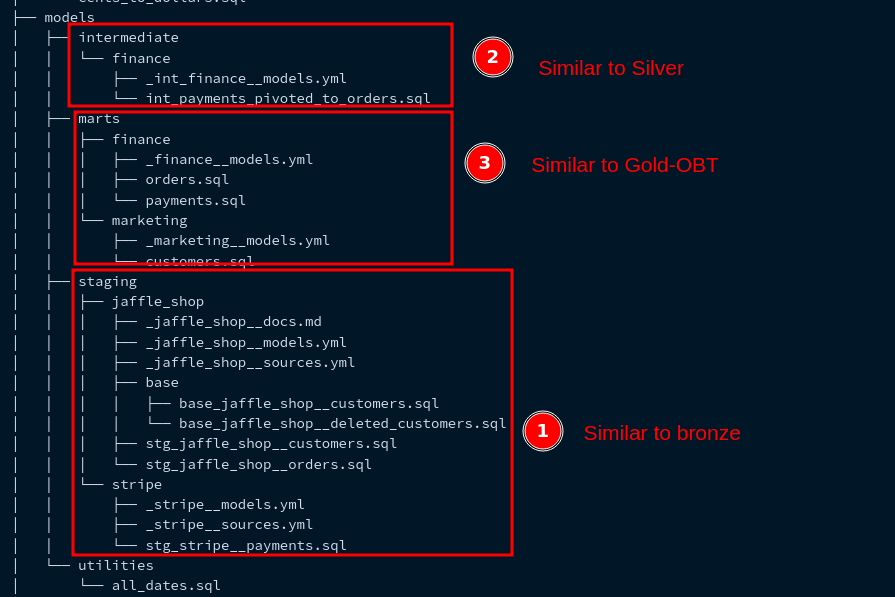 cents_to_dollars.sql
├── models
│   ├── intermediate
│   │   └── finance
│   │       ├── _int_finance__models.yml
│   │       └── int_payments_pivoted_to_orders.sql
│   ├── marts
│   │   ├── finance
│   │   │   ├── _finance__models.yml
│   │   │   ├── orders.sql
│   │   │   └── payments.sql
│   │   └── marketing
│   │       ├── _marketing__models.yml
│   │       └── customers.sql
│   ├── staging
│   │   ├── jaffle_shop
│   │   │   ├── _jaffle_shop__docs.md
│   │   │   ├── _jaffle_shop__models.yml
│   │   │   ├── _jaffle_shop__sources.yml
│   │   │   ├── base
│   │   │   │   ├── base_jaffle_shop__customers.sql
│   │   │   │   └── base_jaffle_shop__deleted_customers.sql
│   │   │   ├── stg_jaffle_shop__customers.sql
│   │   │   └── stg_jaffle_shop__orders.sql
│   │   └── stripe
│   │       ├── _stripe__models.yml
│   │       ├── _stripe__sources.yml
│   │       └── stg_stripe__payments.sql
│   └── utilities
│       └── all_dates.sql
2 Similar to Silver
3 Similar to Gold-OBT
1 Similar to bronze